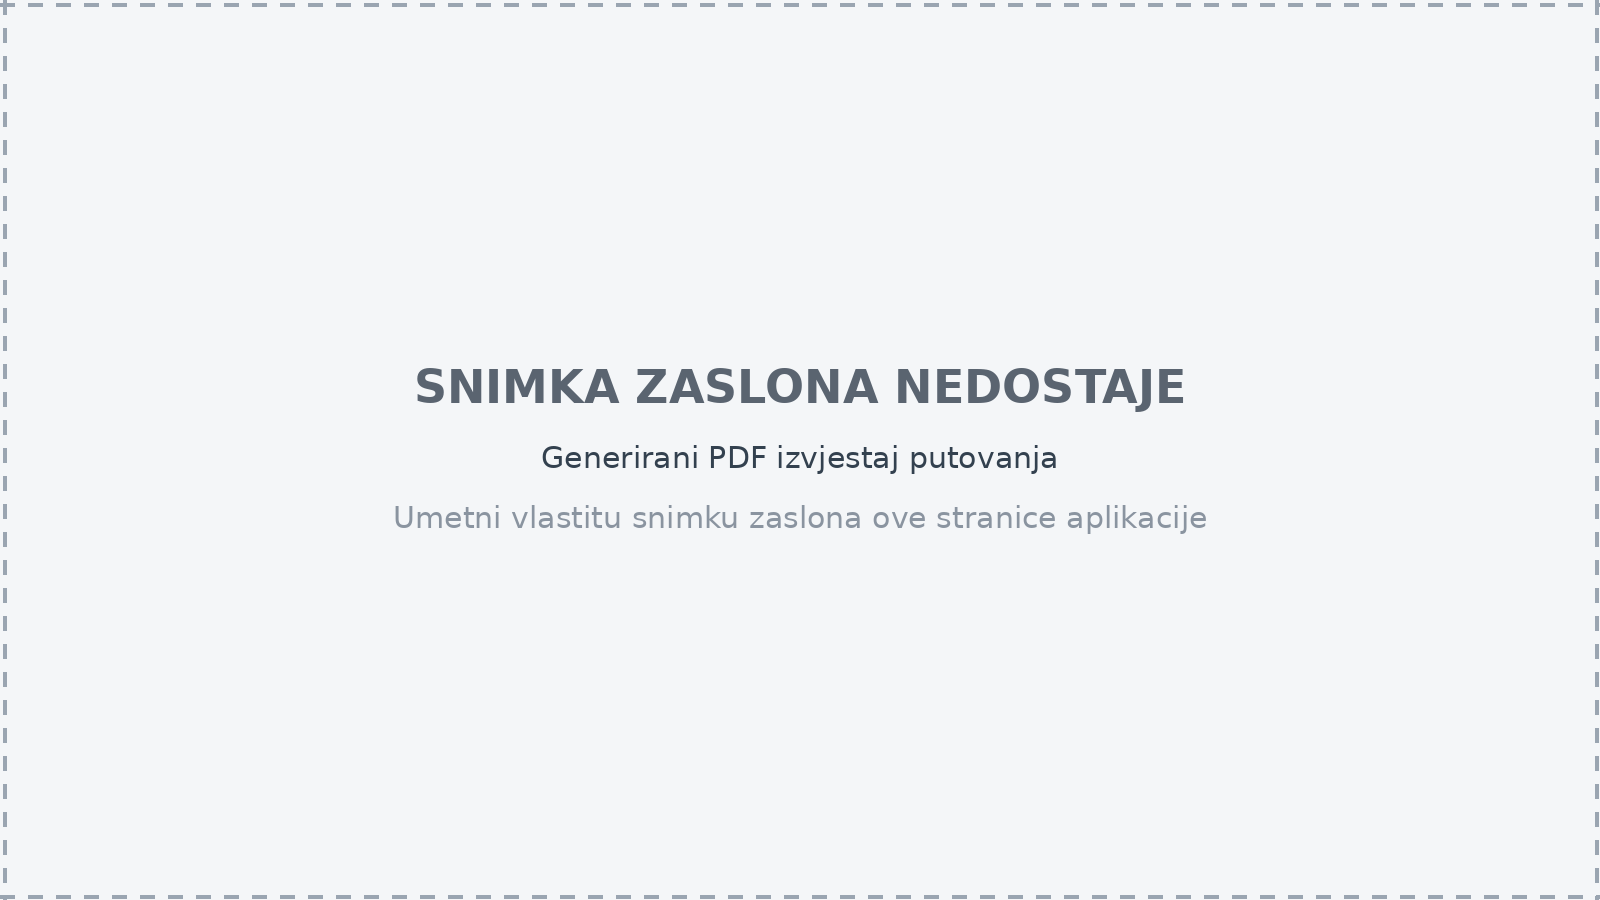 SNIMKA ZASLONA NEDOSTAJE
Generirani PDF izvjestaj putovanja
Umetni vlastitu snimku zaslona ove stranice aplikacije